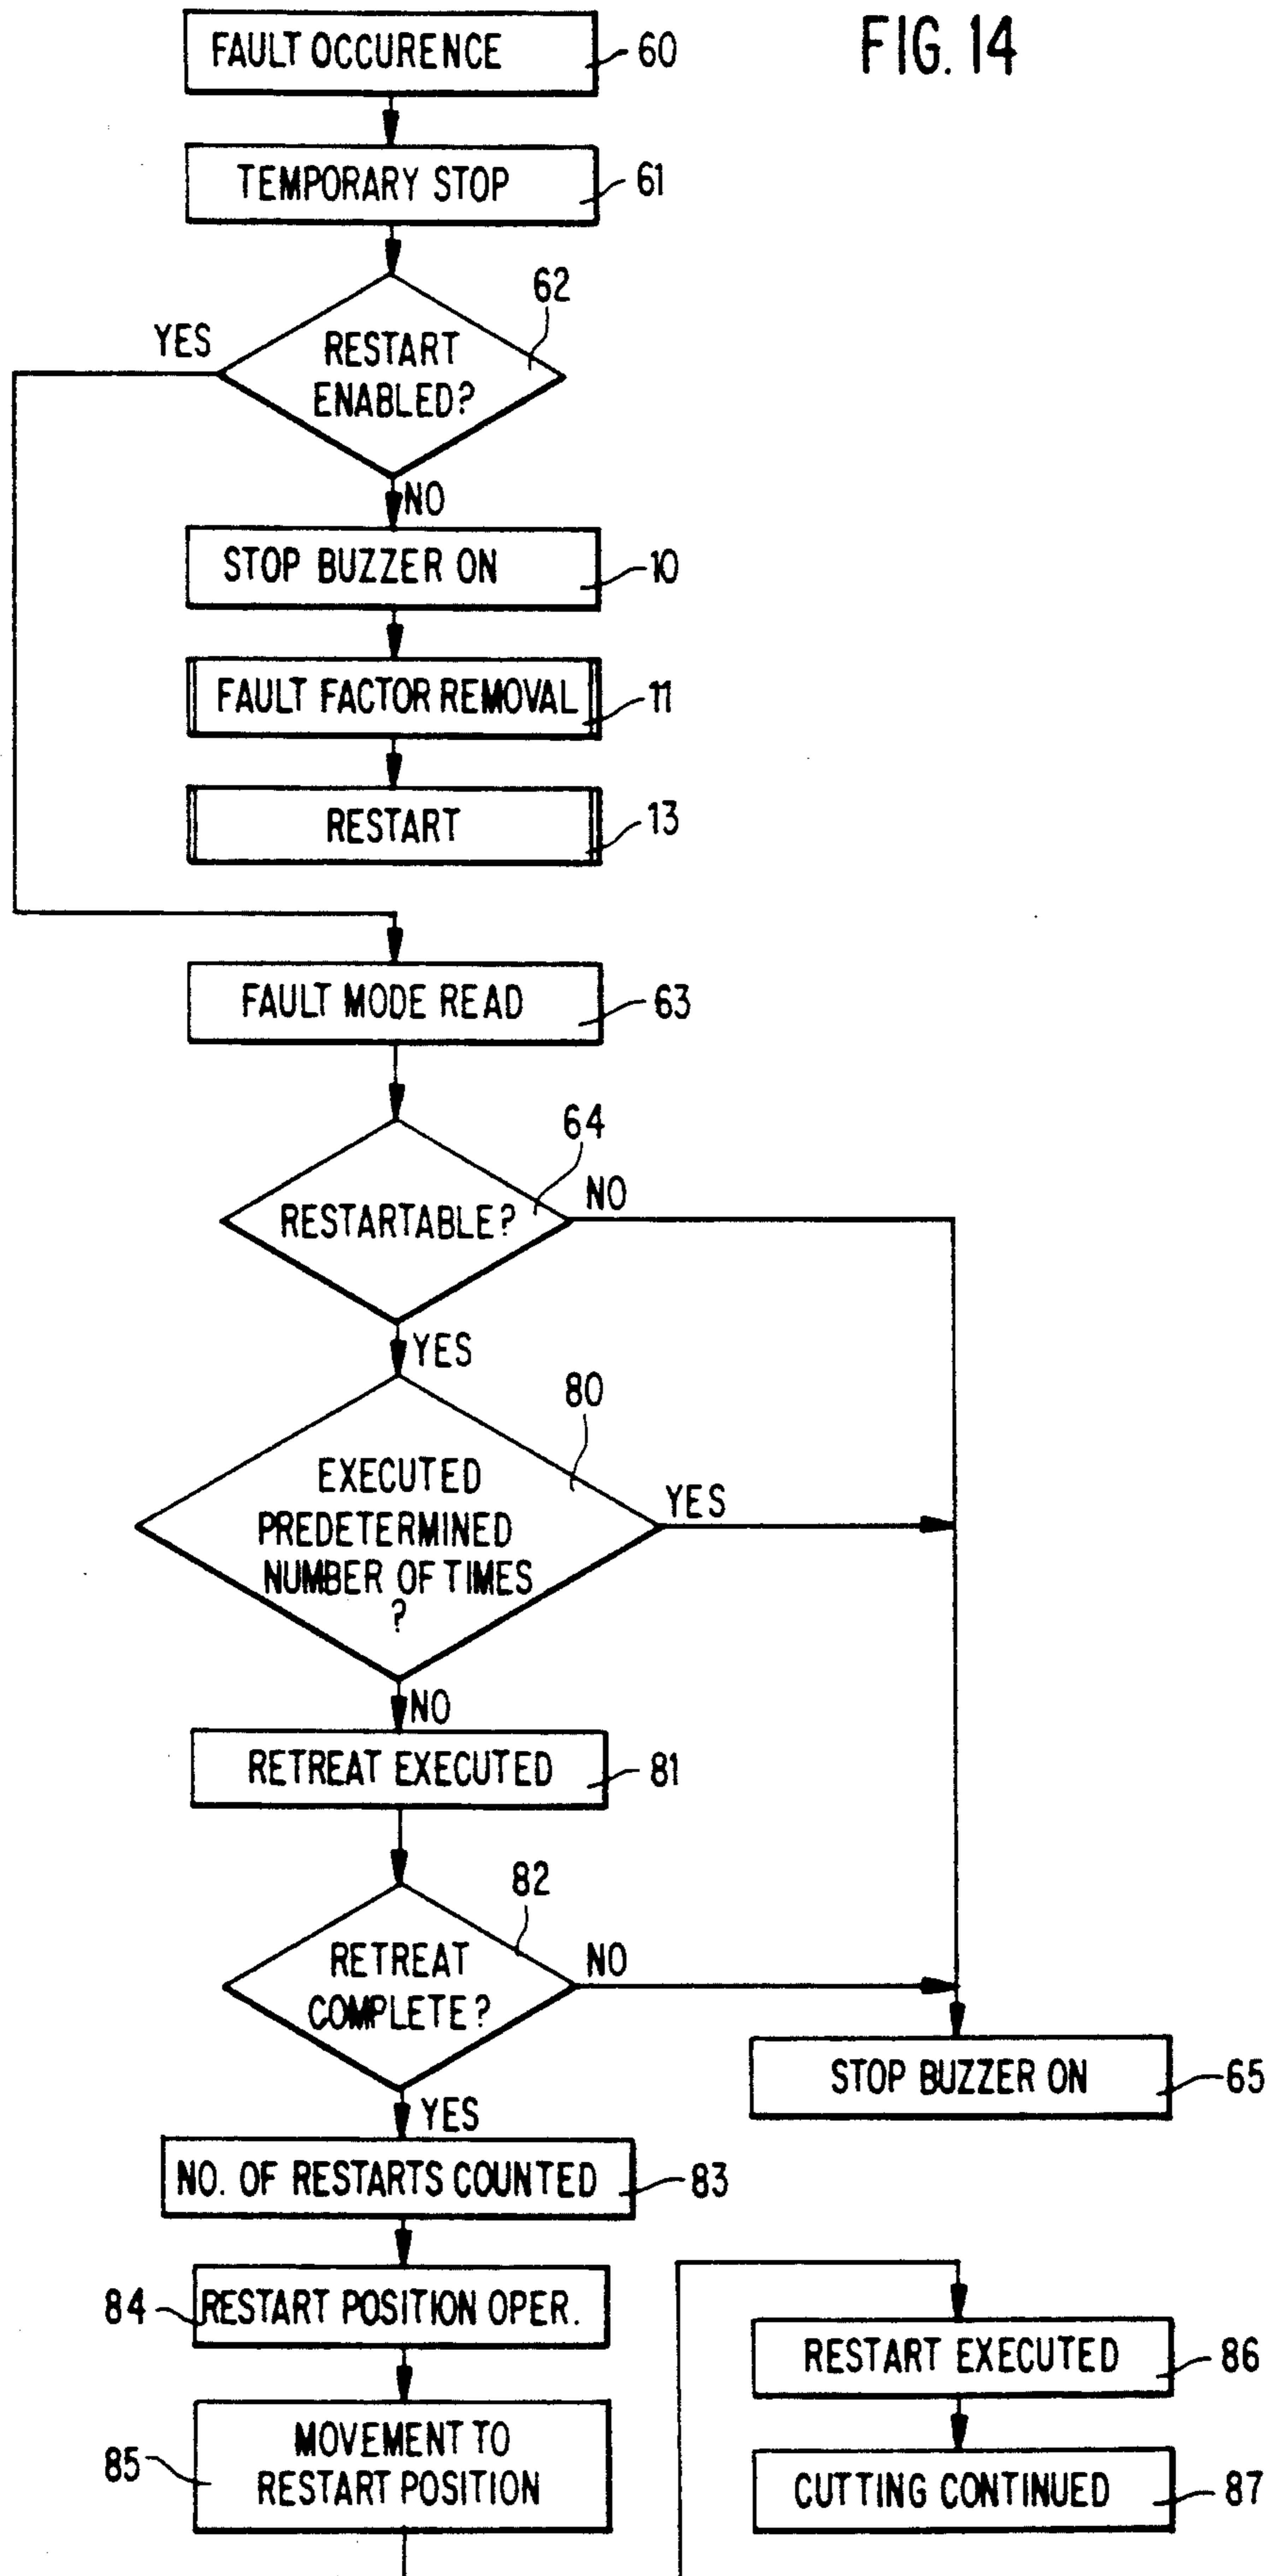 FIG. 14
FAULT OCCURENCE
60
TEMPORARY STOP
61
62
YES
RESTART
ENABLED?
NO
STOP BUZZER ON
10
FAULT FACTOR REMOVAL
11
RESTART
13
FAULT MODE READ
63
64
RESTARTABLE?
NO
YES
80
EXECUTED
PREDETERMINED
NUMBER OF TIMES
?
YES
NO
RETREAT EXECUTED
81
82
RETREAT
COMPLETE?
NO
STOP BUZZER ON
65
YES
NO. OF RESTARTS COUNTED
83
84
RESTART POSITION OPER.
85
MOVEMENT TO
RESTART POSITION
RESTART EXECUTED
86
CUTTING CONTINUED
87